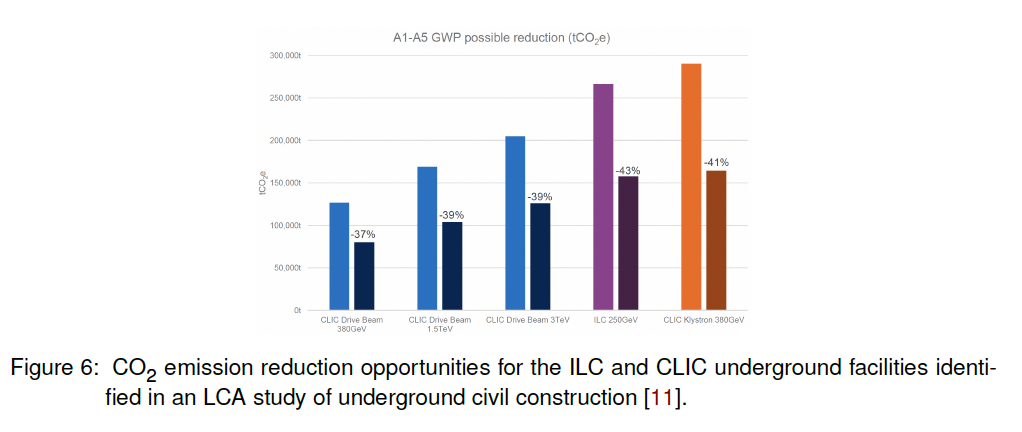 A1-A5 GWP possible reduction (tCO₂e)
300,000t
250,000t
200,000t
150,000t
100,000t
50,000t
0t
tCO₂e
-37%
-39%
-39%
-43%
-41%
CLIC Drive Beam
380GeV
CLIC Drive Beam
1.5TeV
CLIC Drive Beam 3TeV
ILC 250GeV
CLIC Klystron 380GeV
Figure 6: CO₂ emission reduction opportunities for the ILC and CLIC underground facilities identi-
fied in an LCA study of underground civil construction [11].